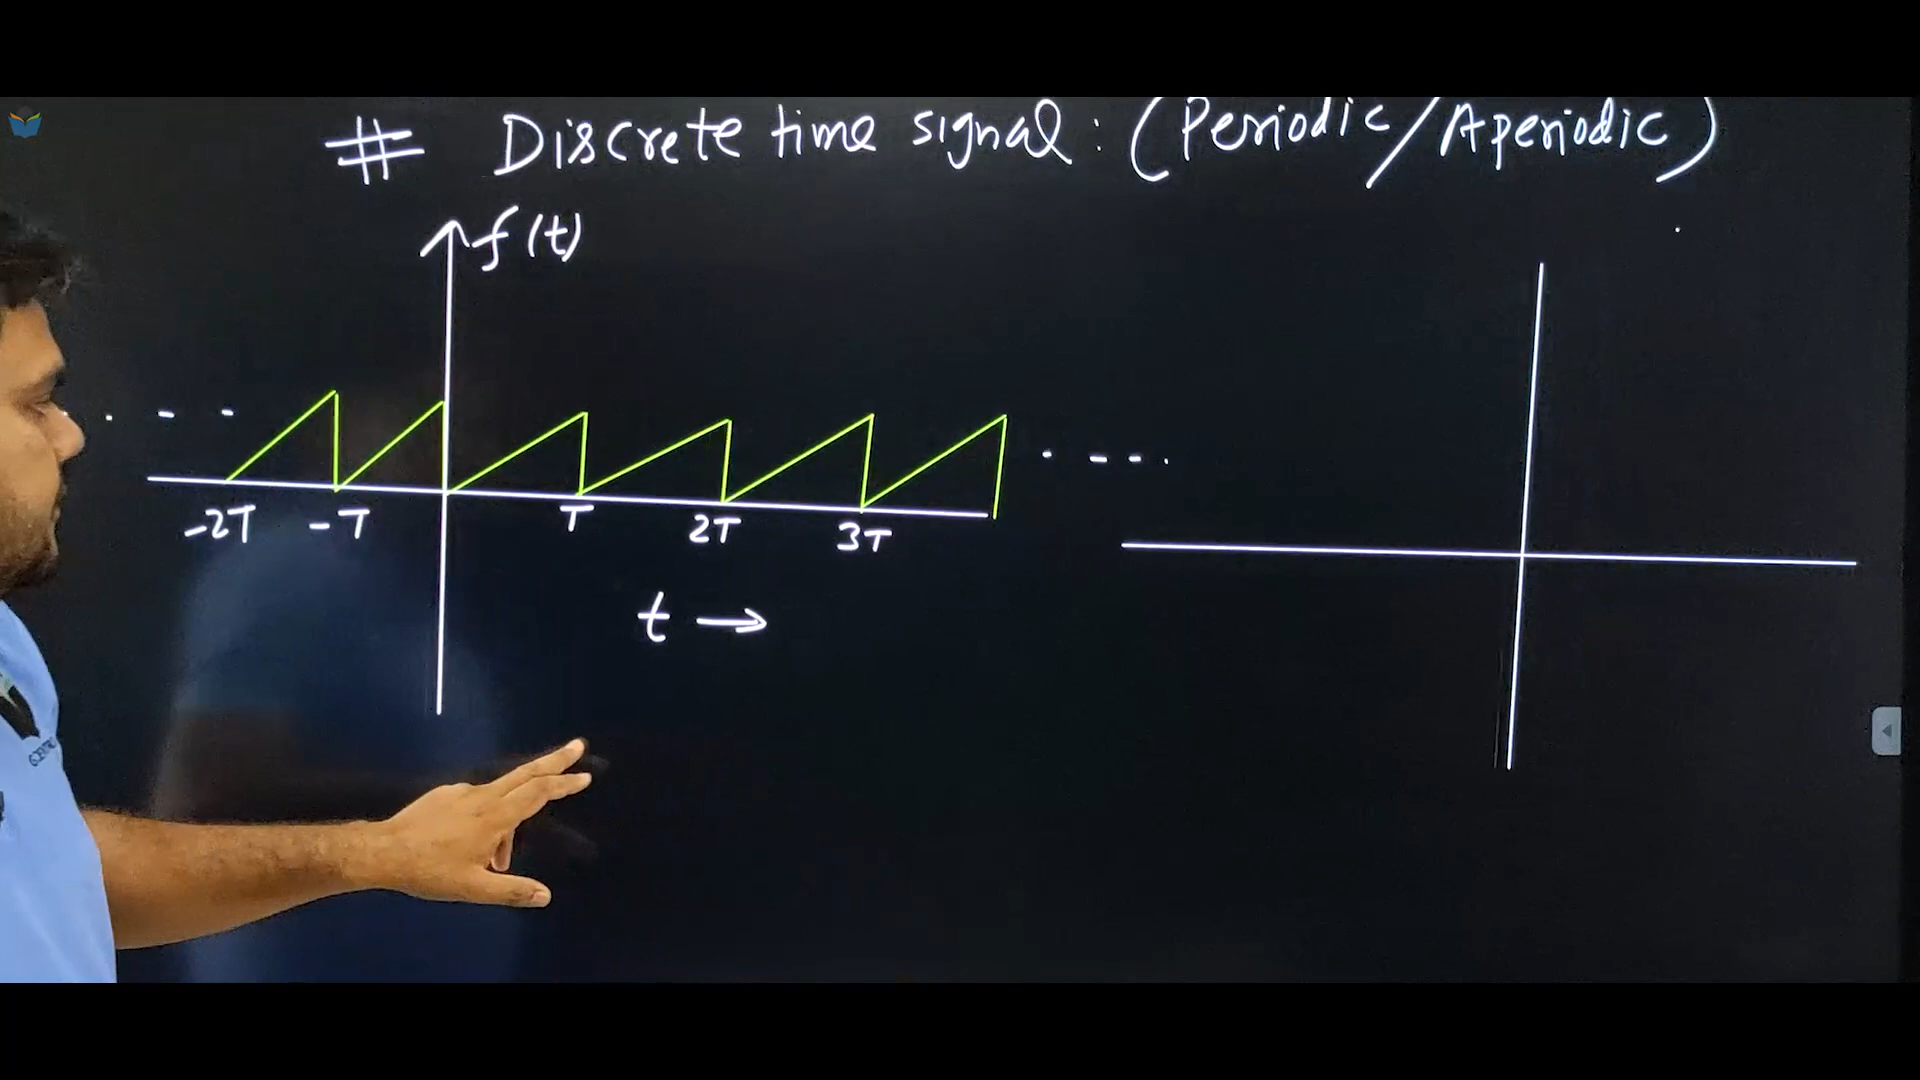 # Discrete time signal : (Periodic/Aperiodic)
f(t)
-2T -T T 2T 3T
t →